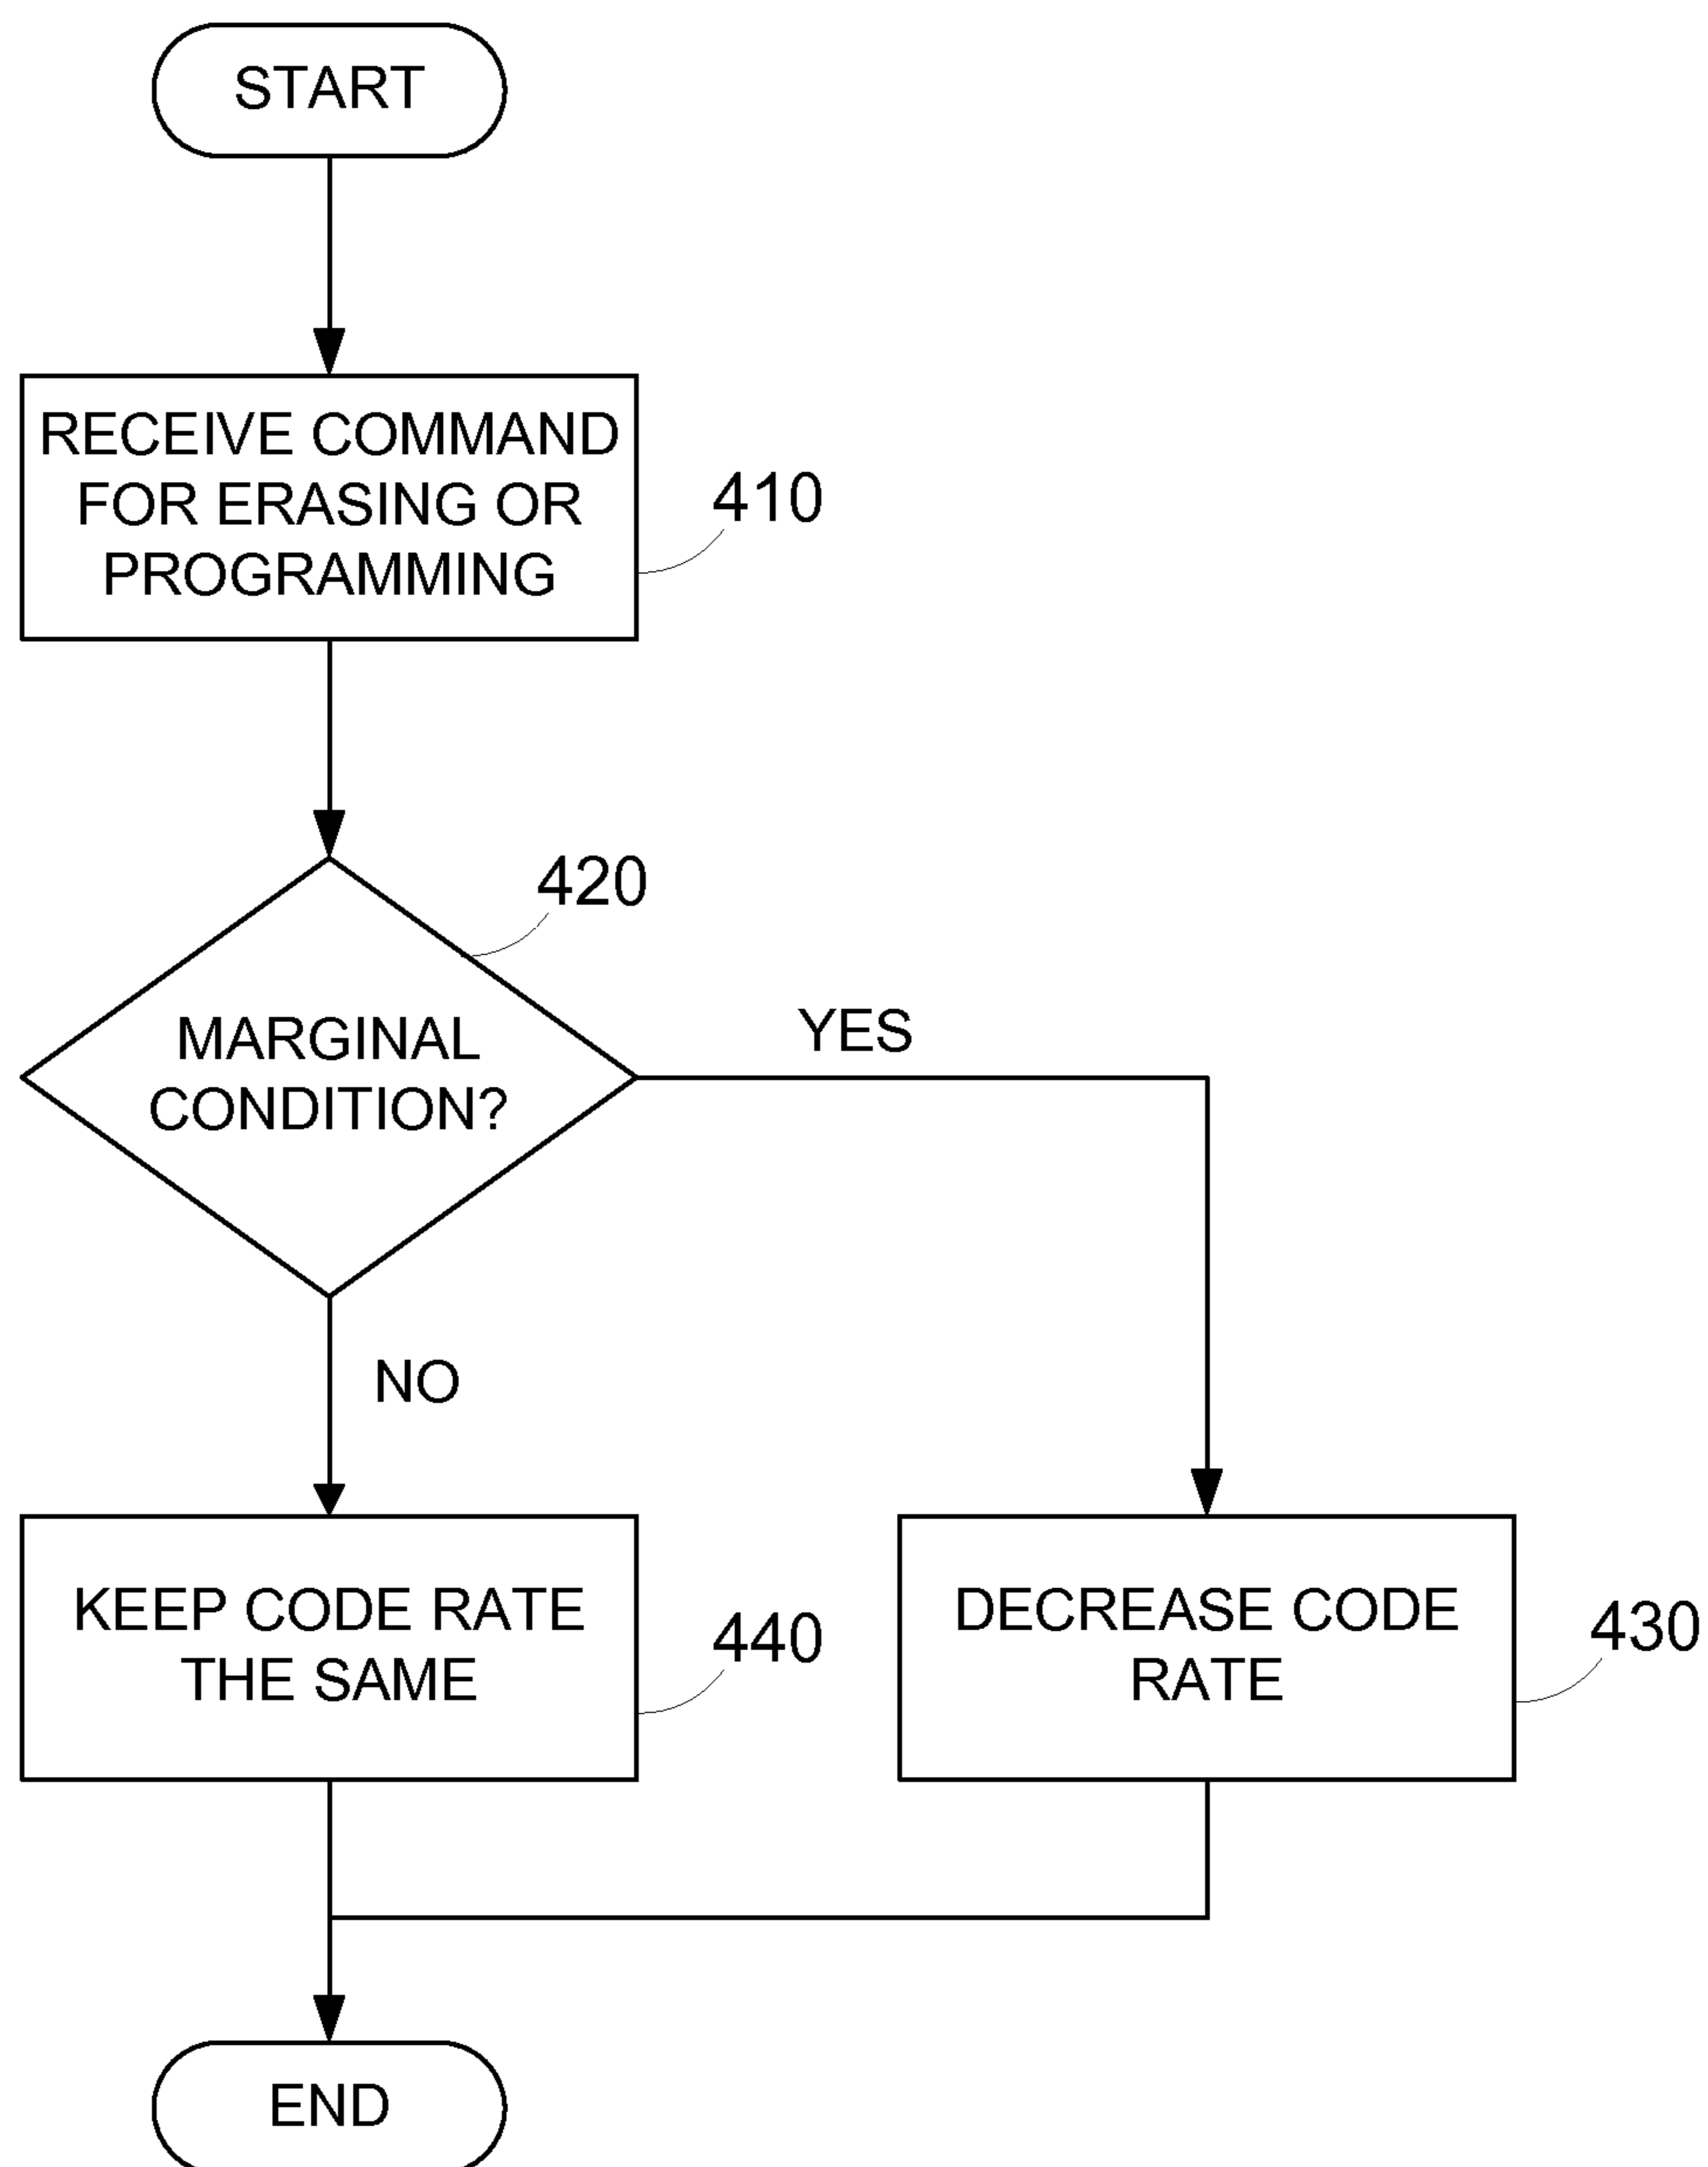 START
RECEIVE COMMAND
FOR ERASING OR
PROGRAMMING
410
420
MARGINAL
CONDITION?
YES
NO
KEEP CODE RATE
THE SAME
440
DECREASE CODE
RATE
430
END